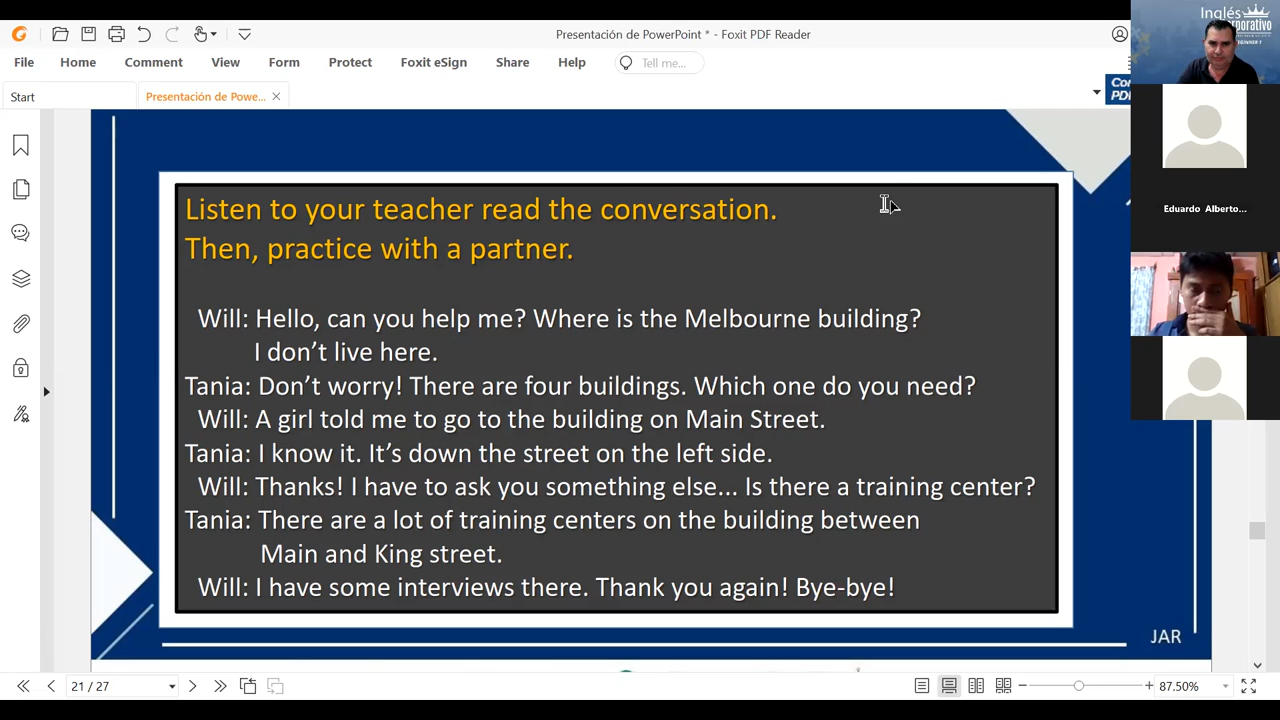 Presentación de PowerPoint * - Foxit PDF Reader
File Home Comment View Form Protect Foxit eSign Share Help Tell me...
Start Presentación de Powe...
Listen to your teacher read the conversation.
Then, practice with a partner.
Will: Hello, can you help me? Where is the Melbourne building?
I don't live here.
Tania: Don't worry! There are four buildings. Which one do you need?
Will: A girl told me to go to the building on Main Street.
Tania: I know it. It's down the street on the left side.
Will: Thanks! I have to ask you something else... Is there a training center?
Tania: There are a lot of training centers on the building between
Main and King street.
Will: I have some interviews there. Thank you again! Bye-bye!
JAR
21 / 27
87.50%
Inglés
Eduardo Alberto...